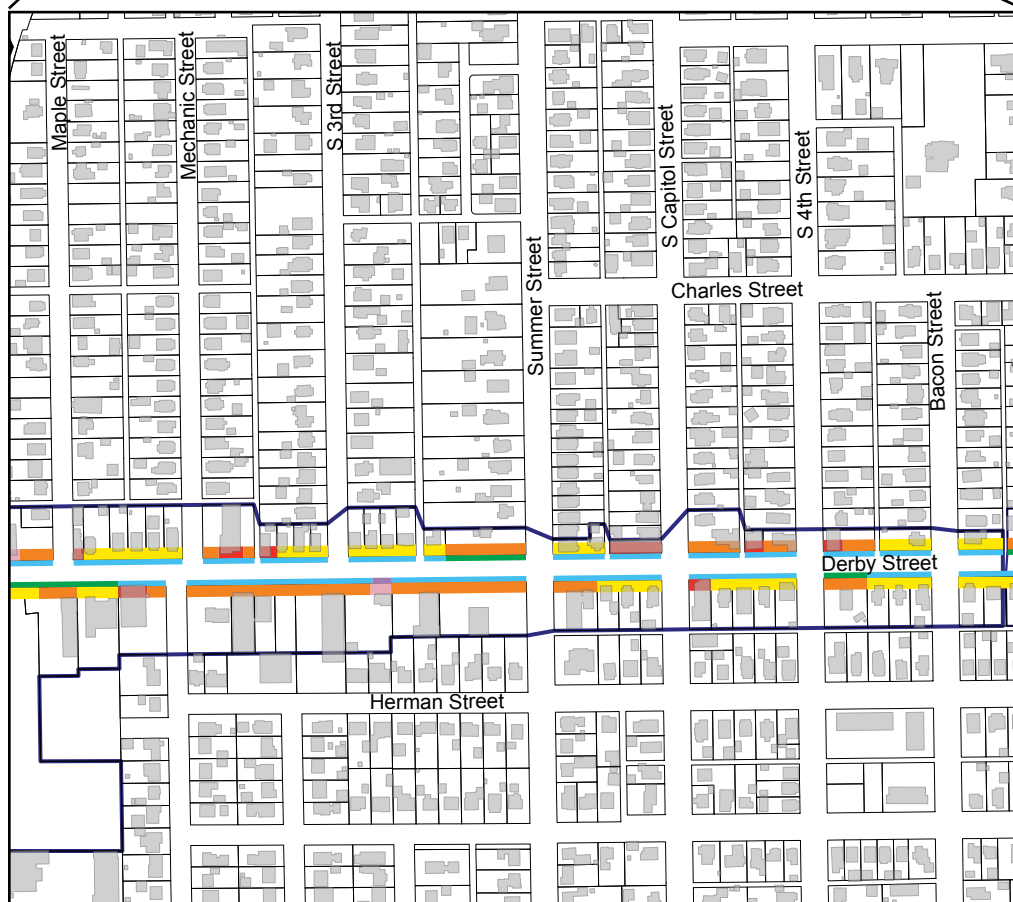 Maple Street
Mechanic Street
S 3rd Street
Summer Street
S Capitol Street
S 4th Street
Charles Street
Bacon Street
Derby Street
Herman Street